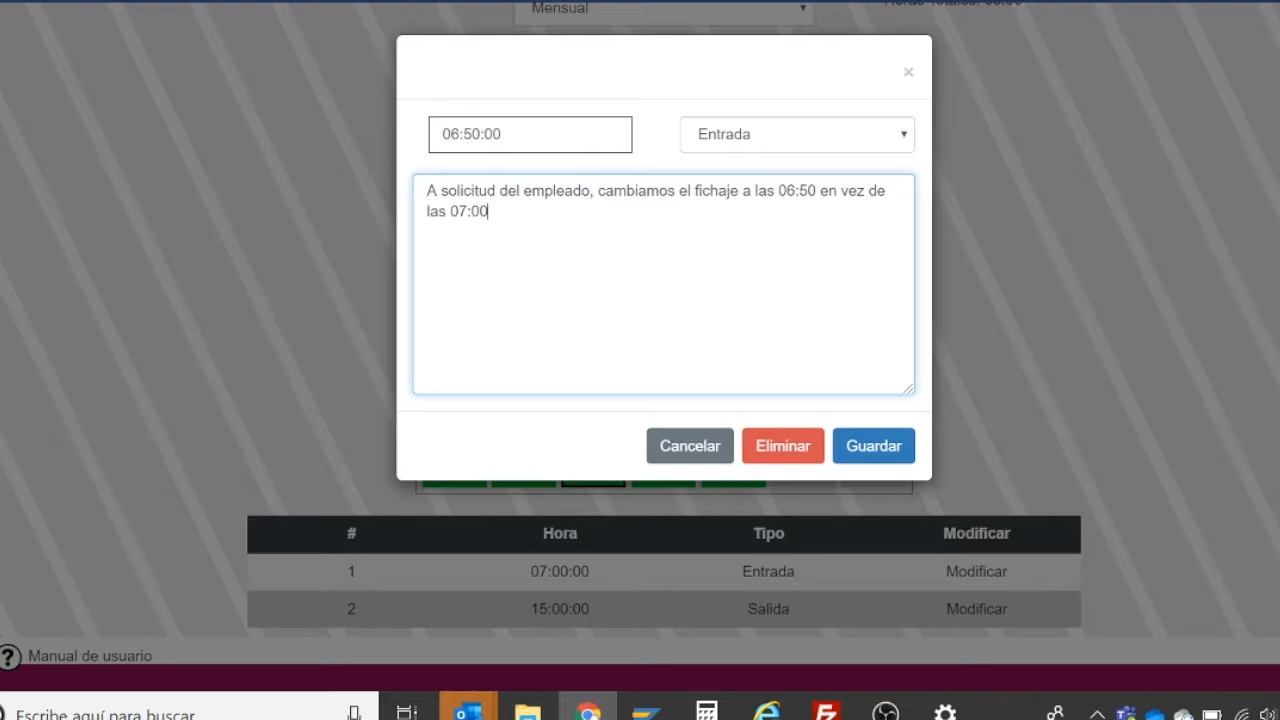 Mensual
×
06:50:00
Entrada
A solicitud del empleado, cambiamos el fichaje a las 06:50 en vez de
las 07:00
Cancelar
Eliminar
Guardar
# Hora Tipo Modificar
1 07:00:00 Entrada Modificar
2 15:00:00 Salida Modificar
? Manual de usuario
Escribe aquí para buscar